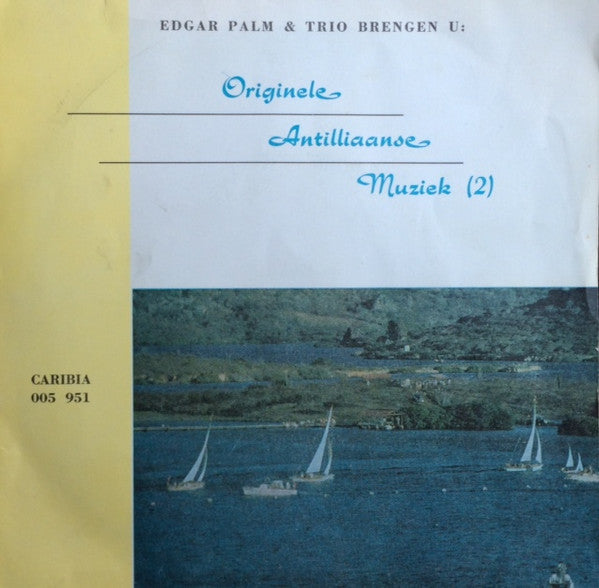 EDGAR PALM & TRIO BRENGEN U:
Originele
Antilliaanse
Muziek (2)
CARIBIA
005 951